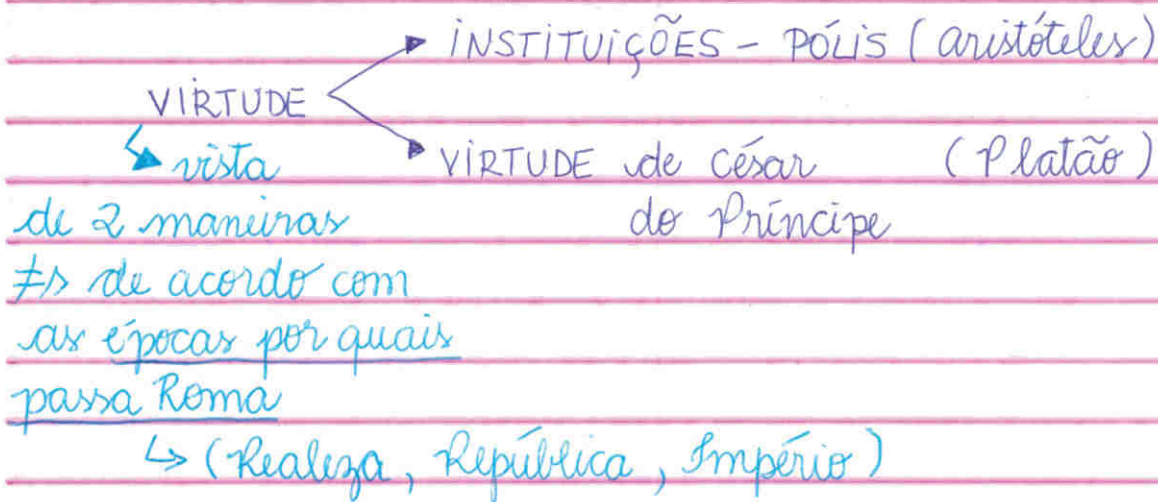 INSTITUIÇÕES - PÓLIS (aristóteles)
VIRTUDE
↳ vista VIRTUDE de César (Platão)
de 2 maneiras do Príncipe
≠s de acordo com
as épocas por quais
passa Roma
↳ (Realeza, República, Império)